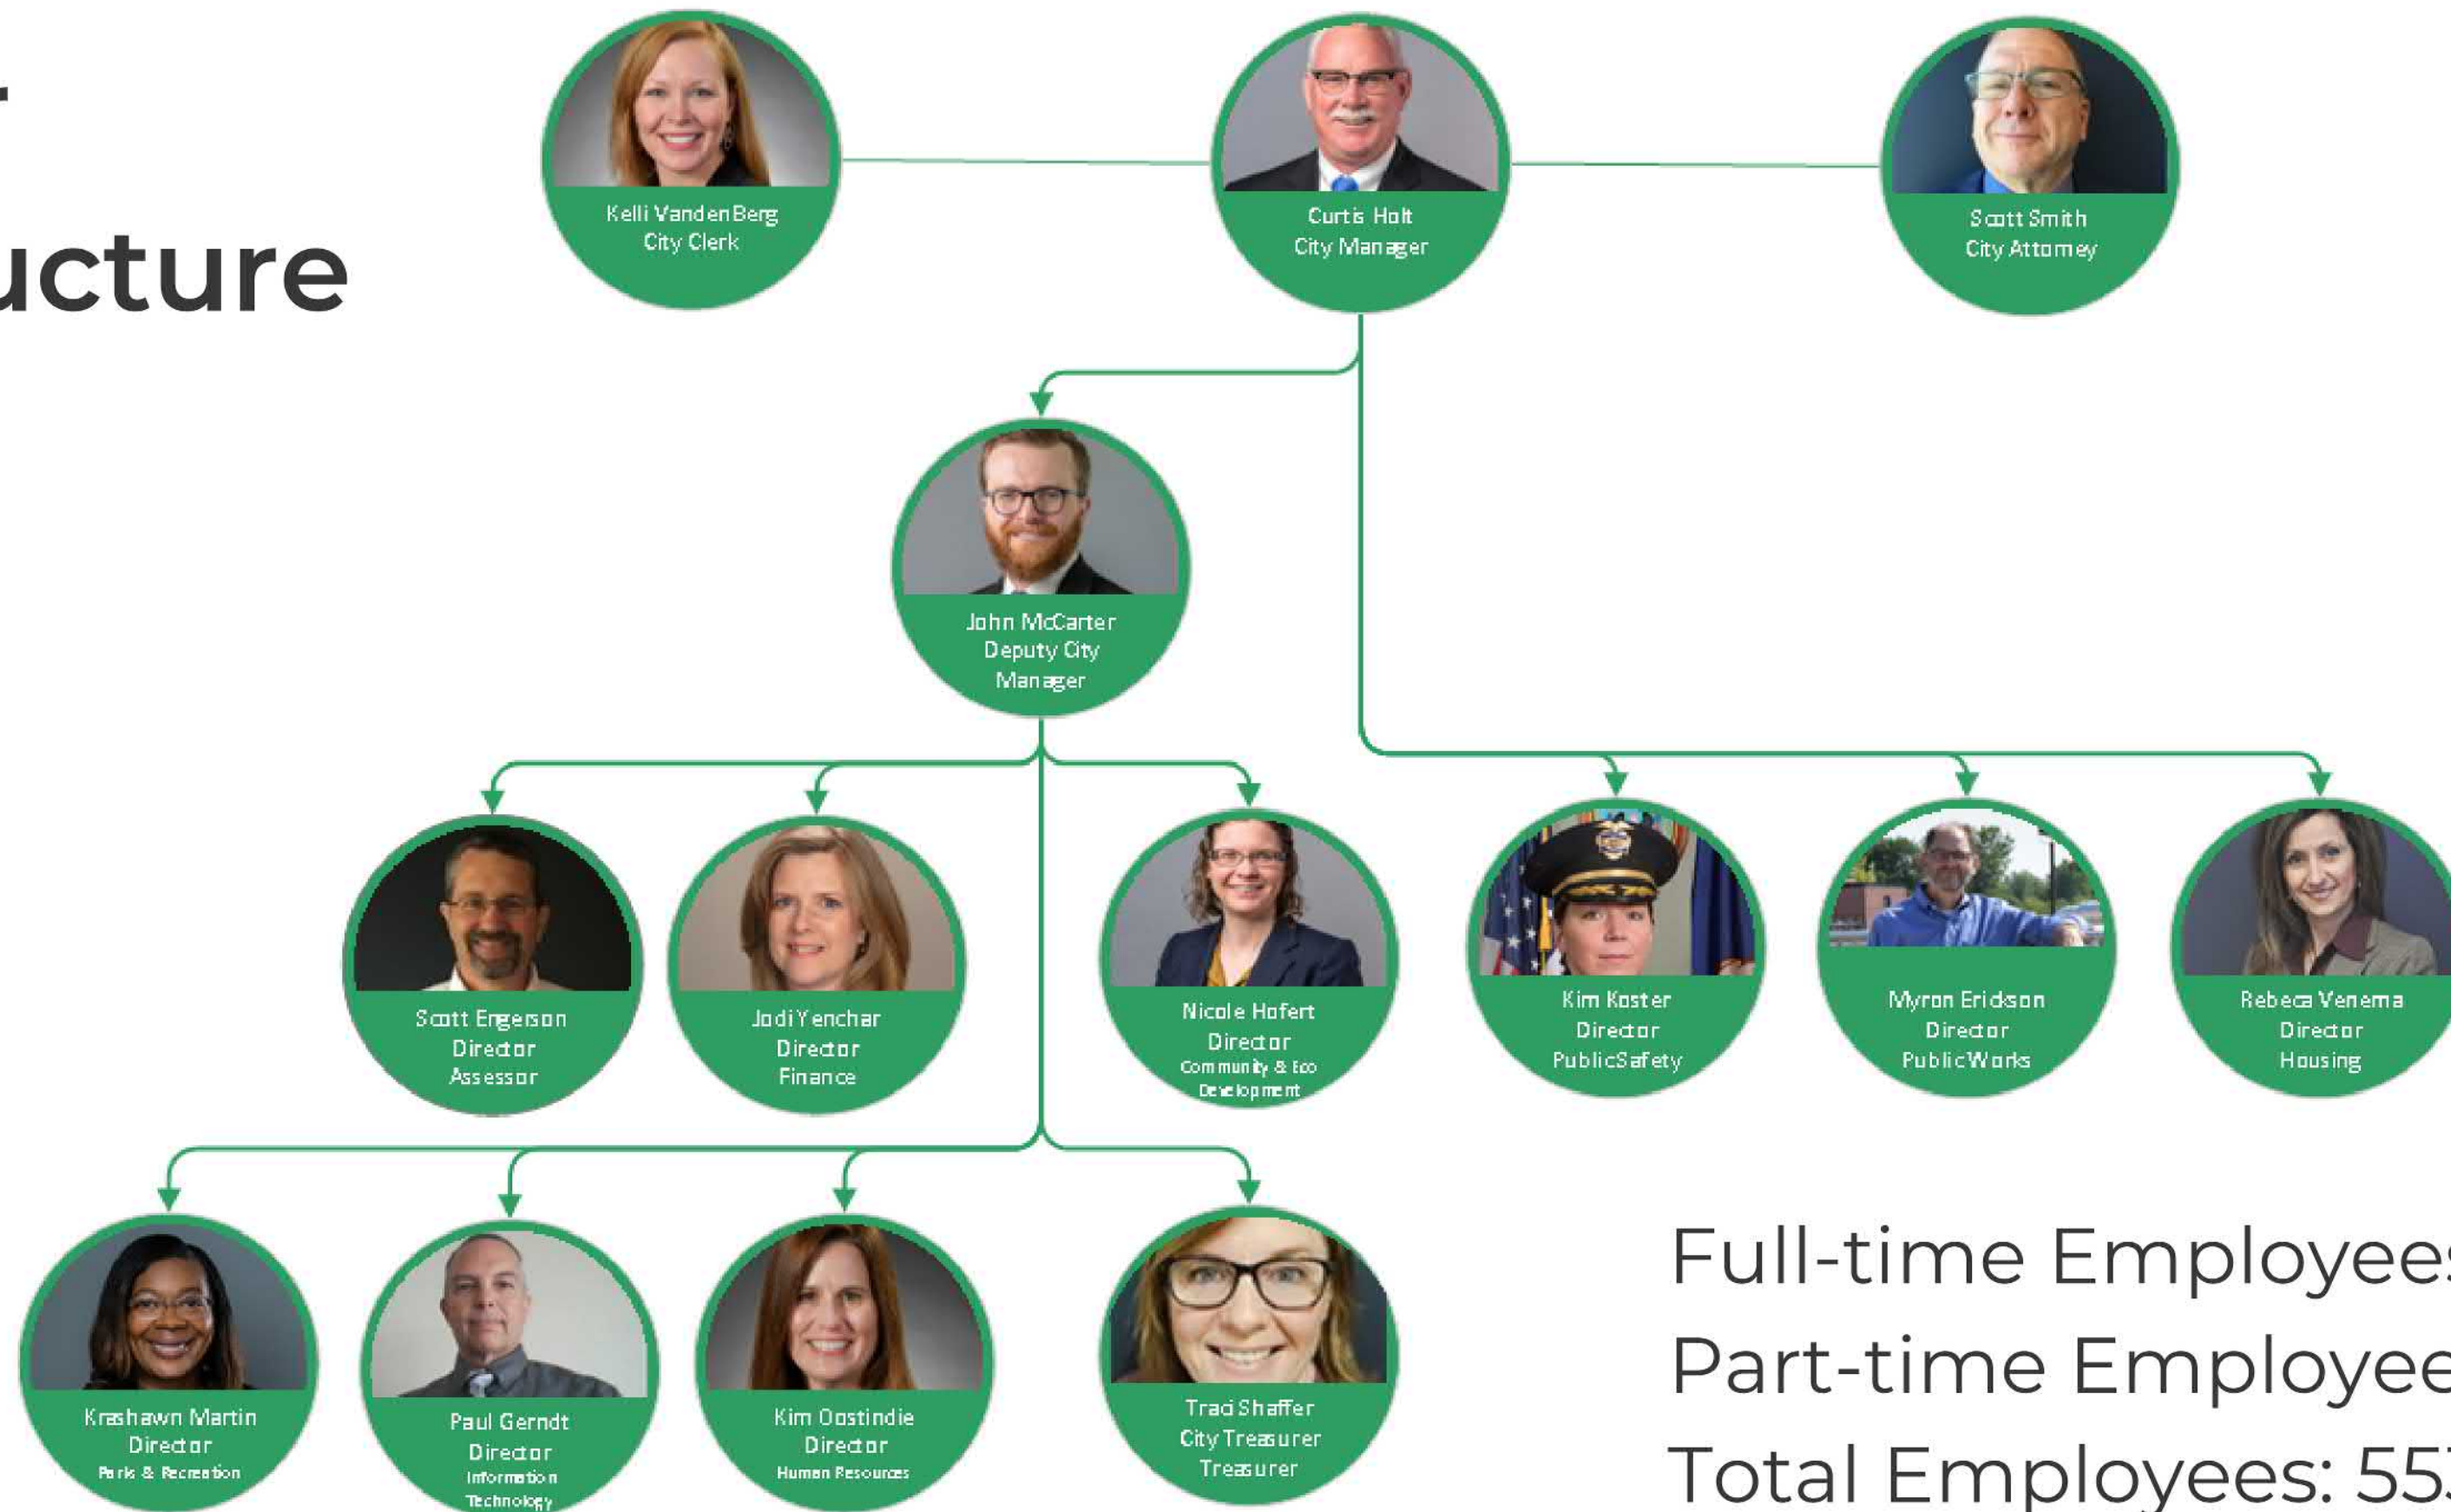 ucture
Kelli VandenBerg
City Clerk
Curtis Holt
City Manager
Scott Smith
City Attorney
John McCarter
Deputy City
Manager
Scott Engerson
Director
Assessor
Jodi Yenchar
Director
Finance
Nicole Hofert
Director
Community & Eco
Development
Kim Koster
Director
Public Safety
Myron Erickson
Director
Public Works
Rebeca Venema
Director
Housing
Krashawn Martin
Director
Parks & Recreation
Paul Gerndt
Director
Information
Technology
Kim Oostindie
Director
Human Resources
Traci Shaffer
City Treasurer
Treasurer
Full-time Employees
Part-time Employee
Total Employees: 55